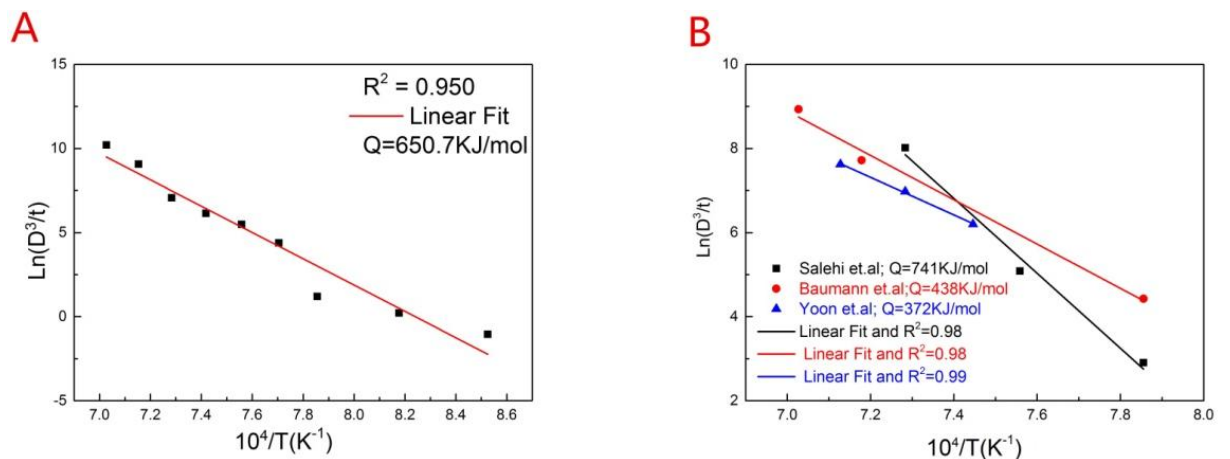 A
15
10
5
0
-5
7.0 7.2 7.4 7.6 7.8 8.0 8.2 8.4 8.6
Ln(D³/t)
10⁴/T(K⁻¹)
R² = 0.950
Linear Fit
Q=650.7KJ/mol
B
10
8
6
4
2
7.0 7.2 7.4 7.6 7.8 8.0
Ln(D³/t)
10⁴/T(K⁻¹)
Salehi et.al; Q=741KJ/mol
Baumann et.al;Q=438KJ/mol
Yoon et.al; Q=372KJ/mol
Linear Fit and R²=0.98
Linear Fit and R²=0.98
Linear Fit and R²=0.99